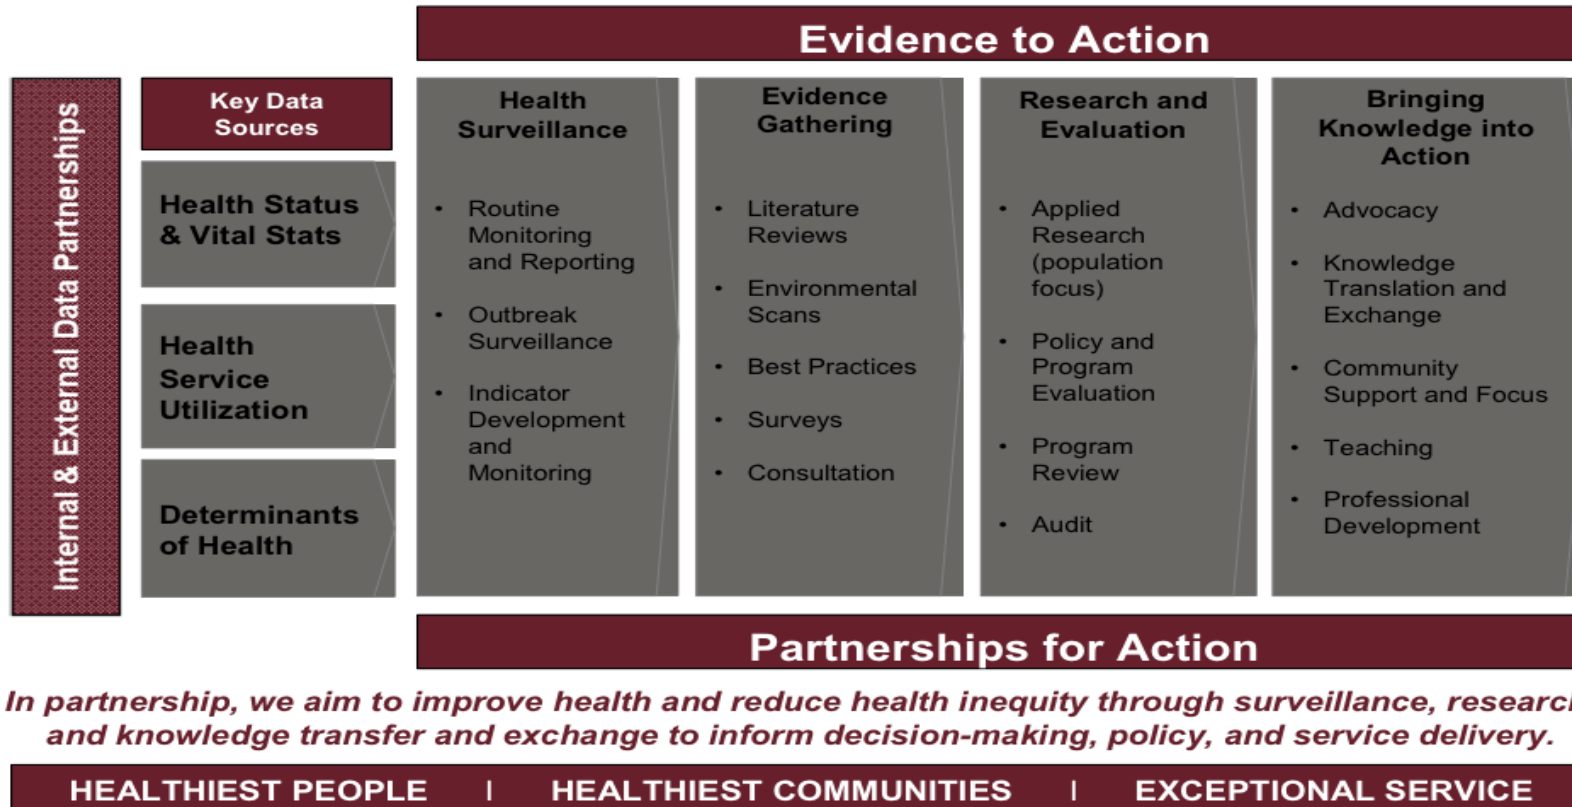 Evidence to Action
Internal & External Data Partnerships
Key Data
Sources
Health Status
& Vital Stats
Health
Service
Utilization
Determinants
of Health
Health
Surveillance
• Routine
Monitoring
and Reporting
• Outbreak
Surveillance
• Indicator
Development
and
Monitoring
Evidence
Gathering
• Literature
Reviews
• Environmental
Scans
• Best Practices
• Surveys
• Consultation
Research and
Evaluation
• Applied
Research
(population
focus)
• Policy and
Program
Evaluation
• Program
Review
• Audit
Bringing
Knowledge into
Action
• Advocacy
• Knowledge
Translation and
Exchange
• Community
Support and Focus
• Teaching
• Professional
Development
Partnerships for Action
In partnership, we aim to improve health and reduce health inequity through surveillance, research
and knowledge transfer and exchange to inform decision-making, policy, and service delivery.
HEALTHIEST PEOPLE | HEALTHIEST COMMUNITIES | EXCEPTIONAL SERVICE